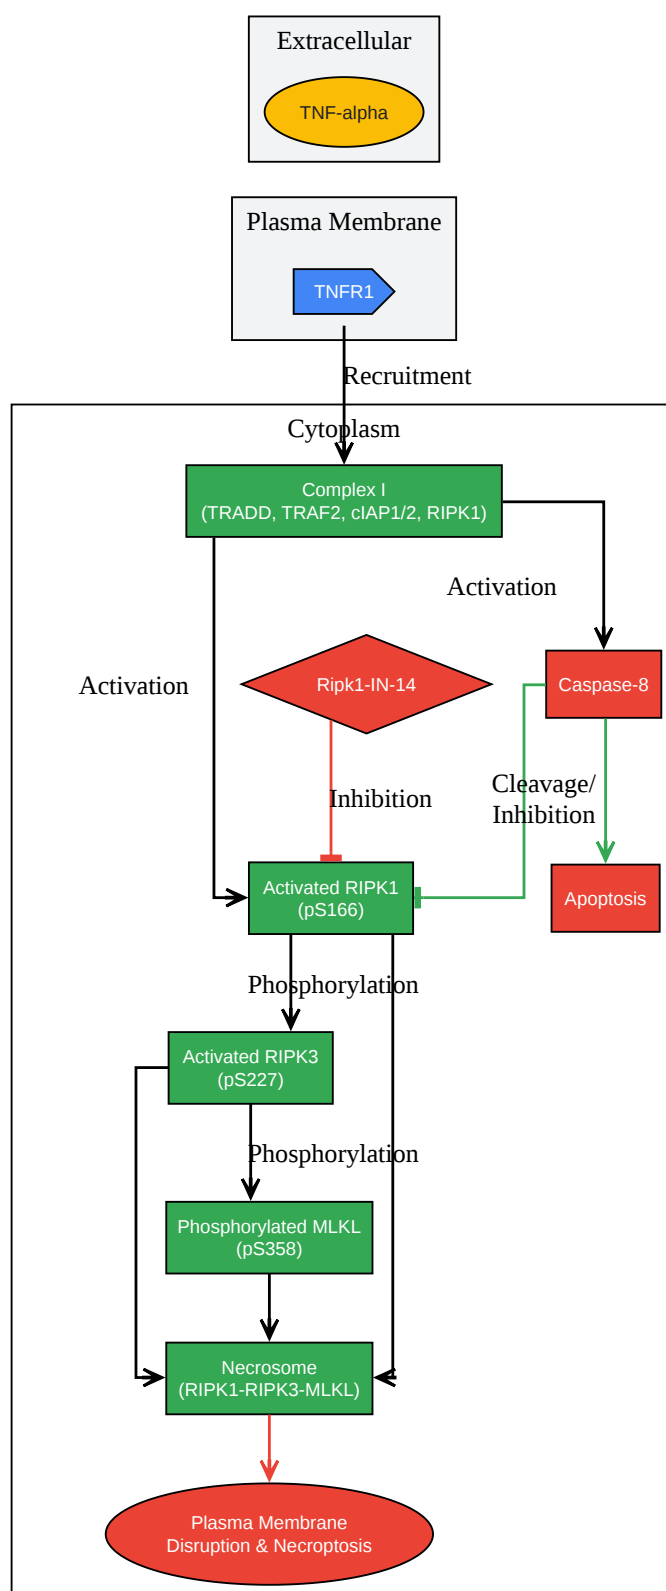 Extracellular
TNF-alpha
Plasma Membrane
TNFR1
Recruitment
Cytoplasm
Complex I
(TRADD, TRAF2, cIAP1/2, RIPK1)
Activation
Activation
Ripk1-IN-14
Caspase-8
Inhibition
Cleavage/
Inhibition
Activated RIPK1
(pS166)
Apoptosis
Phosphorylation
Activated RIPK3
(pS227)
Phosphorylation
Phosphorylated MLKL
(pS358)
Necrosome
(RIPK1-RIPK3-MLKL)
Plasma Membrane
Disruption & Necroptosis